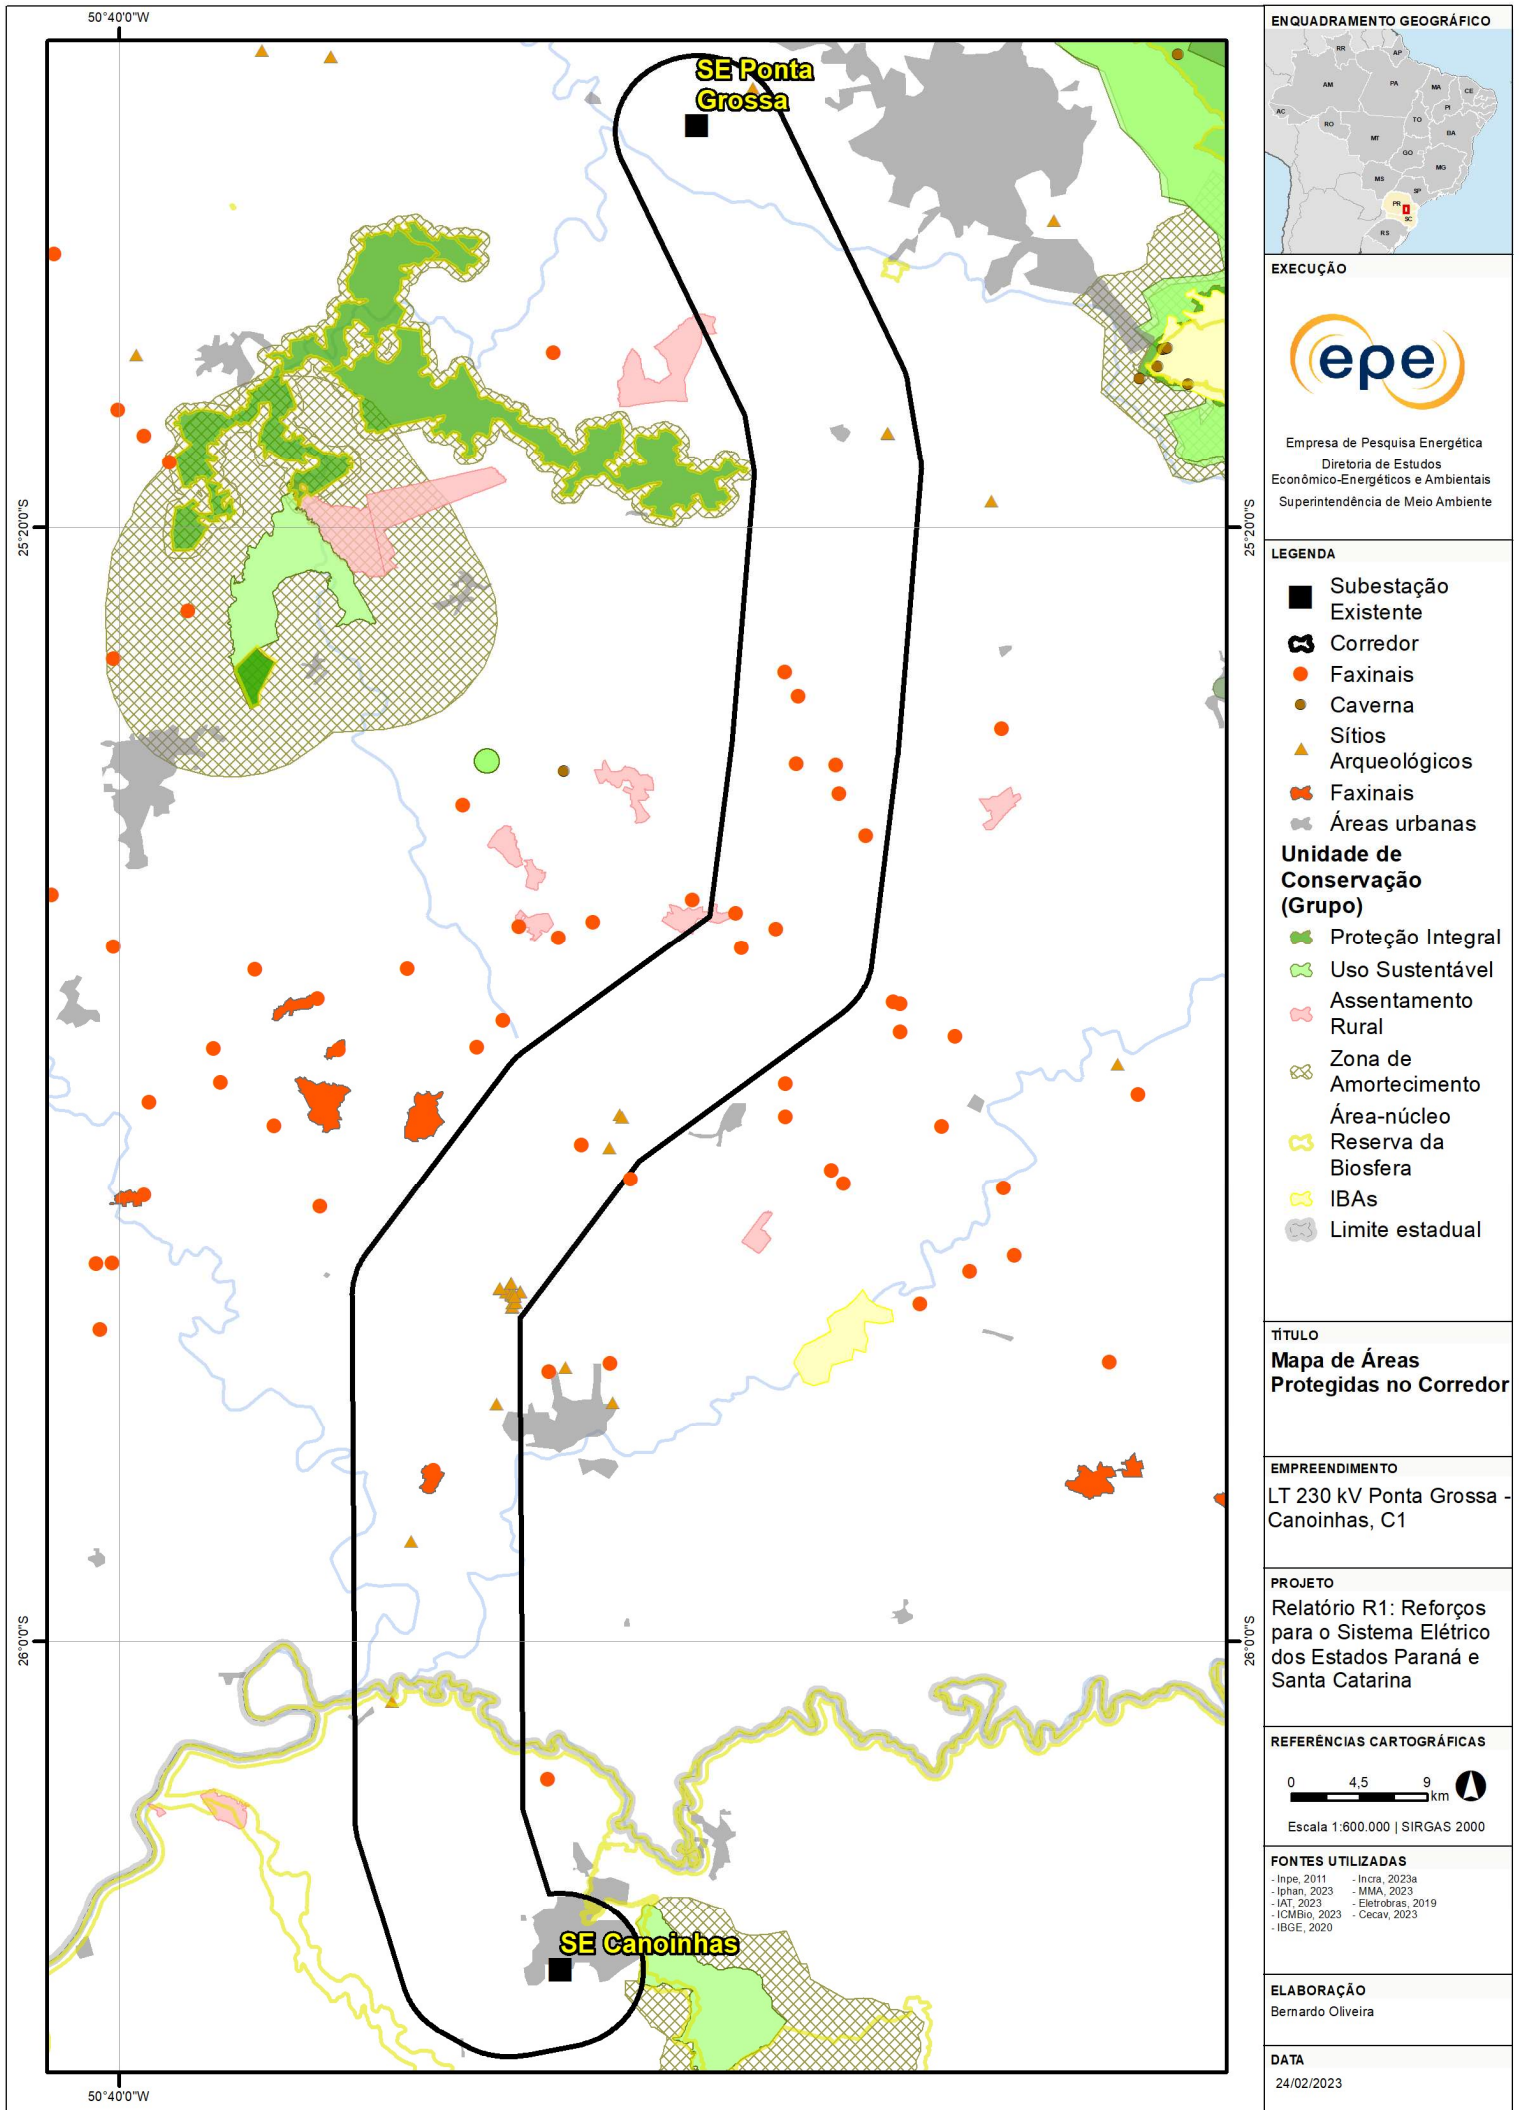 50°40'0"W
SE Ponta
Grossa
25°20'0"S
25°20'0"S
26°0'0"S
26°0'0"S
SE Canoinhas
50°40'0"W
ENQUADRAMENTO GEOGRÁFICO
RR
AP
AM
PA
MA
CE
PI
AC
RO
TO
BA
MT
GO
MG
MS
SP
PR
SC
RS
EXECUÇÃO
epe
Empresa de Pesquisa Energética
Diretoria de Estudos
Econômico-Energéticos e Ambientais
Superintendência de Meio Ambiente
LEGENDA
Subestação
Existente
Corredor
Faxinais
Caverna
Sítios
Arqueológicos
Faxinais
Áreas urbanas
Unidade de
Conservação
(Grupo)
Proteção Integral
Uso Sustentável
Assentamento
Rural
Zona de
Amortecimento
Área-núcleo
Reserva da
Biosfera
IBAs
Limite estadual
TÍTULO
Mapa de Áreas
Protegidas no Corredor
EMPREENDIMENTO
LT 230 kV Ponta Grossa -
Canoinhas, C1
PROJETO
Relatório R1: Reforços
para o Sistema Elétrico
dos Estados Paraná e
Santa Catarina
REFERÊNCIAS CARTOGRÁFICAS
0 4,5 9
km
Escala 1:600.000 | SIRGAS 2000
FONTES UTILIZADAS
- Inpe, 2011 - Incra, 2023a
- Iphan, 2023 - MMA, 2023
- IAT, 2023 - Eletrobras, 2019
- ICMBio, 2023 - Cecav, 2023
- IBGE, 2020
ELABORAÇÃO
Bernardo Oliveira
DATA
24/02/2023